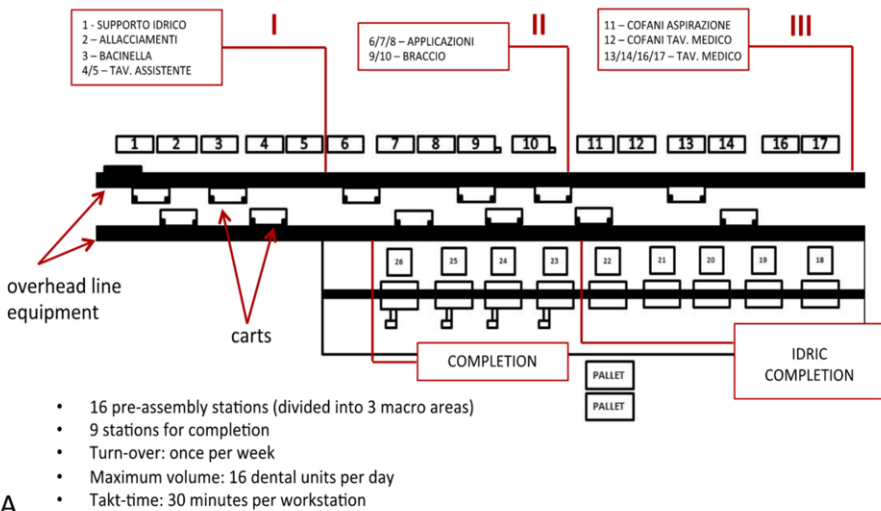 1 - SUPPORTO IDRICO
2 – ALLACCIAMENTI
3 – BACINELLA
4/5 – TAV. ASSISTENTE
I
6/7/8 – APPLICAZIONI
9/10 – BRACCIO
II
11 – COFANI ASPIRAZIONE
12 – COFANI TAV. MEDICO
13/14/16/17 – TAV. MEDICO
III
1 2 3 4 5 6 7 8 9 10 11 12 13 14 16 17
26 25 24 23 22 21 20 19 18
overhead line
equipment
carts
COMPLETION
IDRIC
COMPLETION
PALLET
PALLET
• 16 pre-assembly stations (divided into 3 macro areas)
• 9 stations for completion
• Turn-over: once per week
• Maximum volume: 16 dental units per day
• Takt-time: 30 minutes per workstation
A